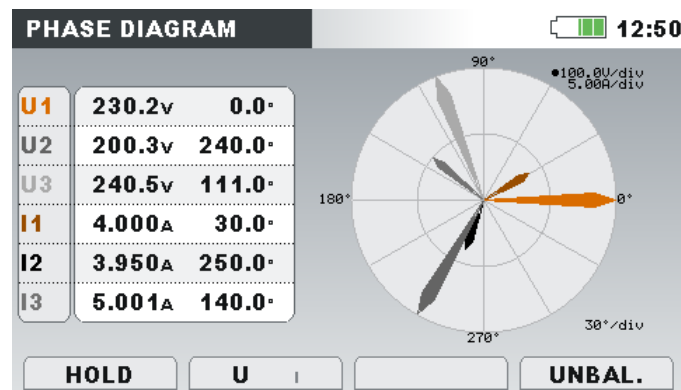 PHASE DIAGRAM 12:50
90°
●100.0V/div
5.00A/div
U1 230.2V 0.0°
U2 200.3V 240.0°
U3 240.5V 111.0°
180° 0°
I1 4.000A 30.0°
I2 3.950A 250.0°
I3 5.001A 140.0°
30°/div
270°
HOLD U I UNBAL.